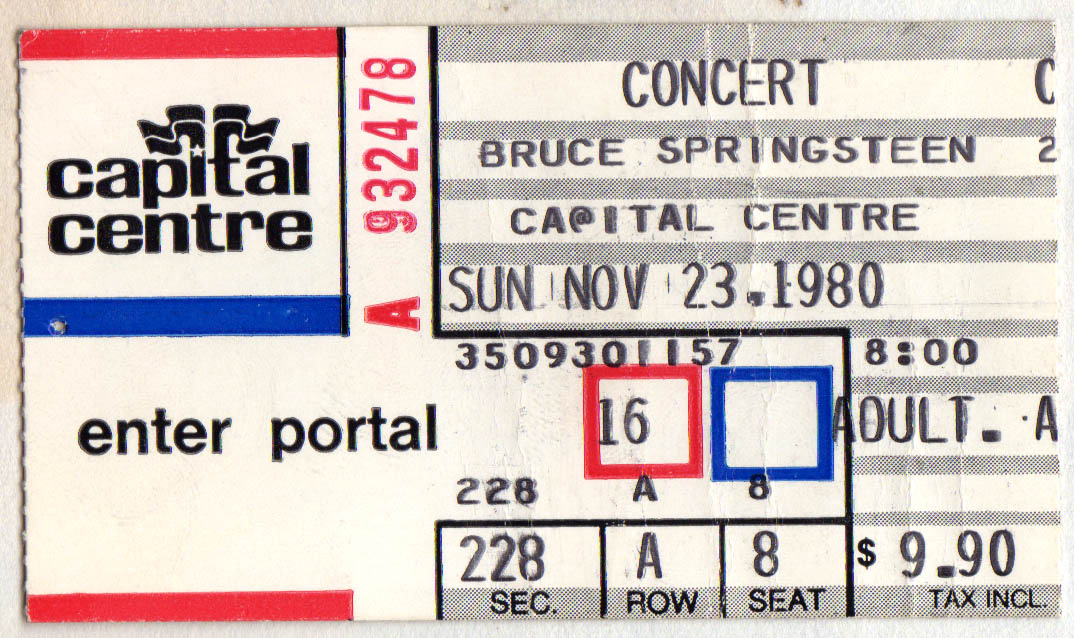 capital
centre
A 932478
CONCERT C
BRUCE SPRINGSTEEN 2
CA@ITAL CENTRE
SUN NOV 23.1980
3509301157 8:00
enter portal
16 ADULT. A
228 A 8
228 A 8 $ 9.90
SEC. ROW SEAT TAX INCL.